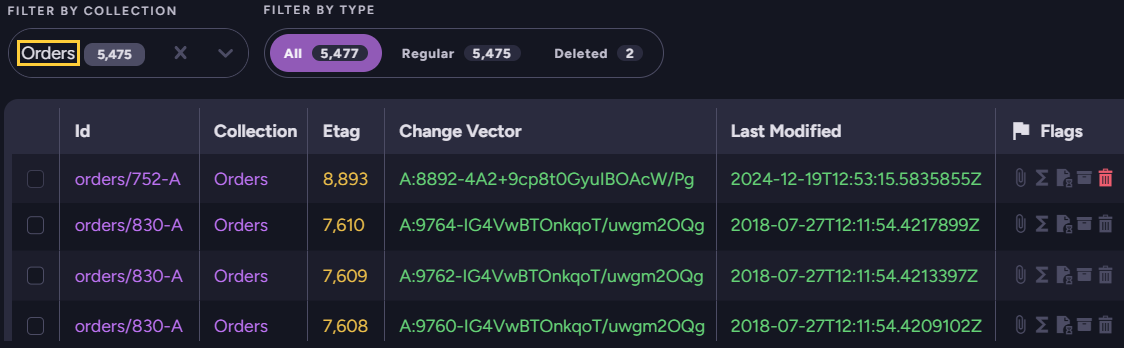 FILTER BY COLLECTION FILTER BY TYPE
Orders 5,475 All 5,477 Regular 5,475 Deleted 2
Id Collection Etag Change Vector Last Modified Flags
orders/752-A Orders 8,893 A:8892-4A2+9cp8t0GyuIBOAcW/Pg 2024-12-19T12:53:15.5835855Z
orders/830-A Orders 7,610 A:9764-IG4VwBTOnkqoT/uwgm2OQg 2018-07-27T12:11:54.4217899Z
orders/830-A Orders 7,609 A:9762-IG4VwBTOnkqoT/uwgm2OQg 2018-07-27T12:11:54.4213397Z
orders/830-A Orders 7,608 A:9760-IG4VwBTOnkqoT/uwgm2OQg 2018-07-27T12:11:54.4209102Z